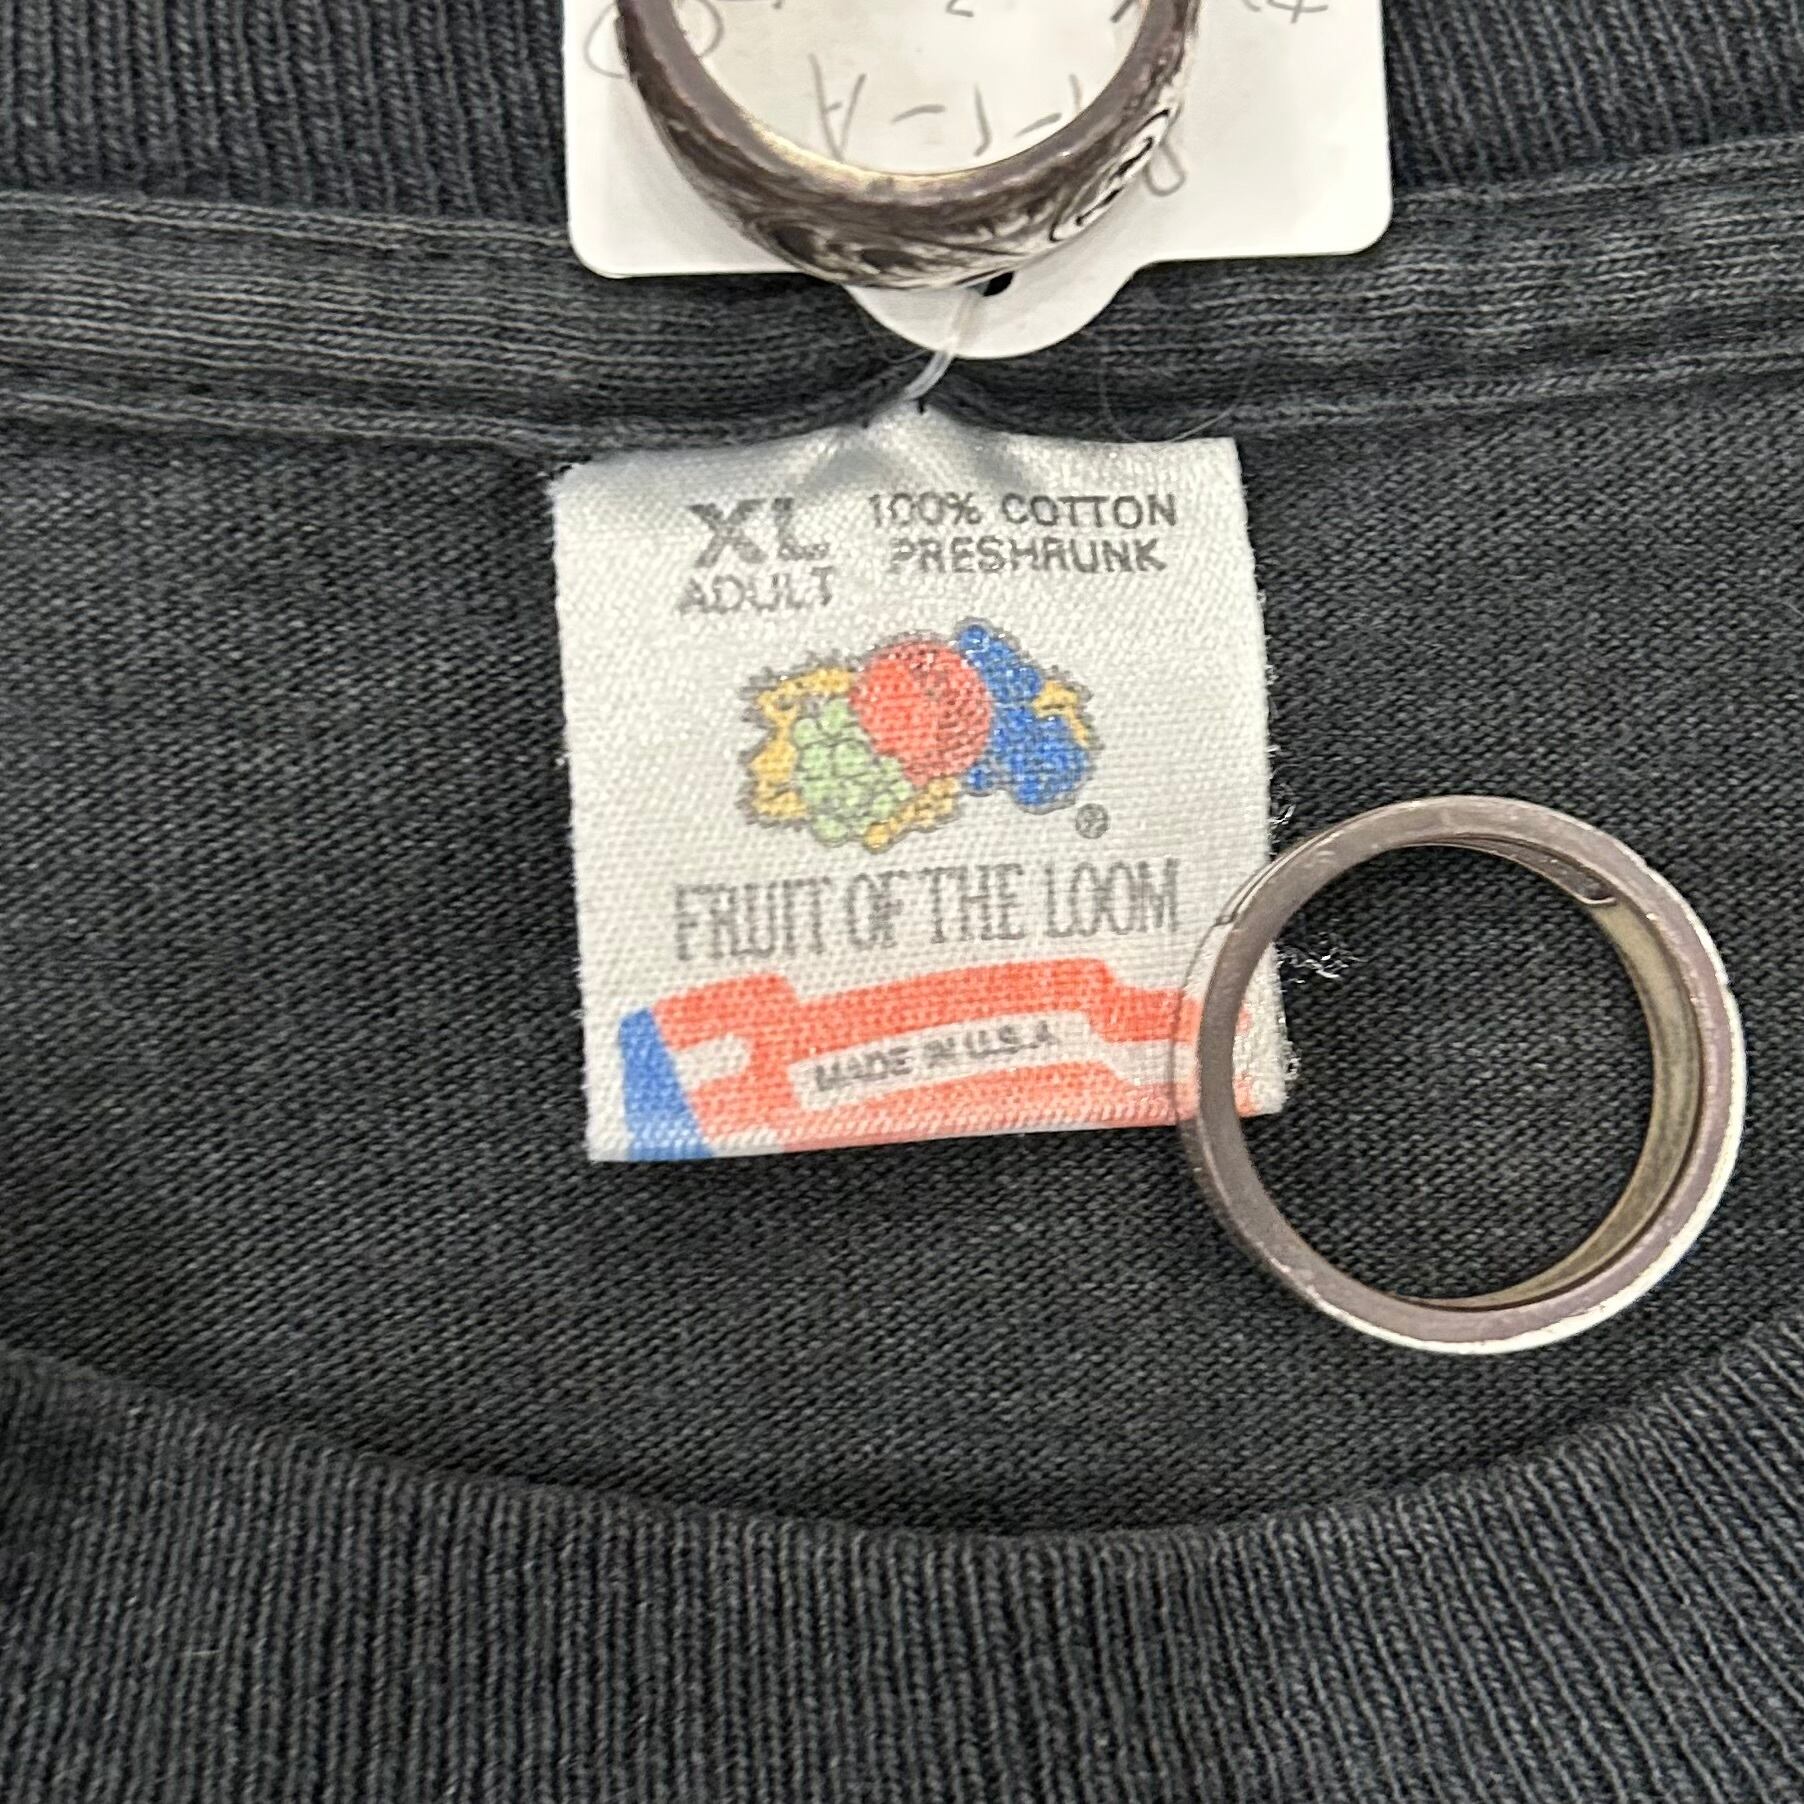 XL
ADULT
100% COTTON
PRESHRUNK
®
FRUIT OF THE LOOM
MADE IN U.S.A